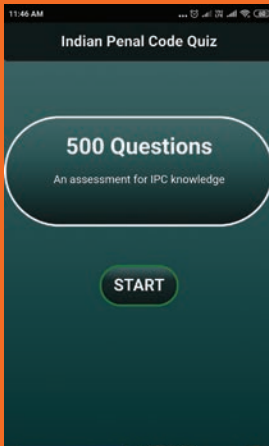 11:46 AM
Indian Penal Code Quiz
500 Questions
An assessment for IPC knowledge
START